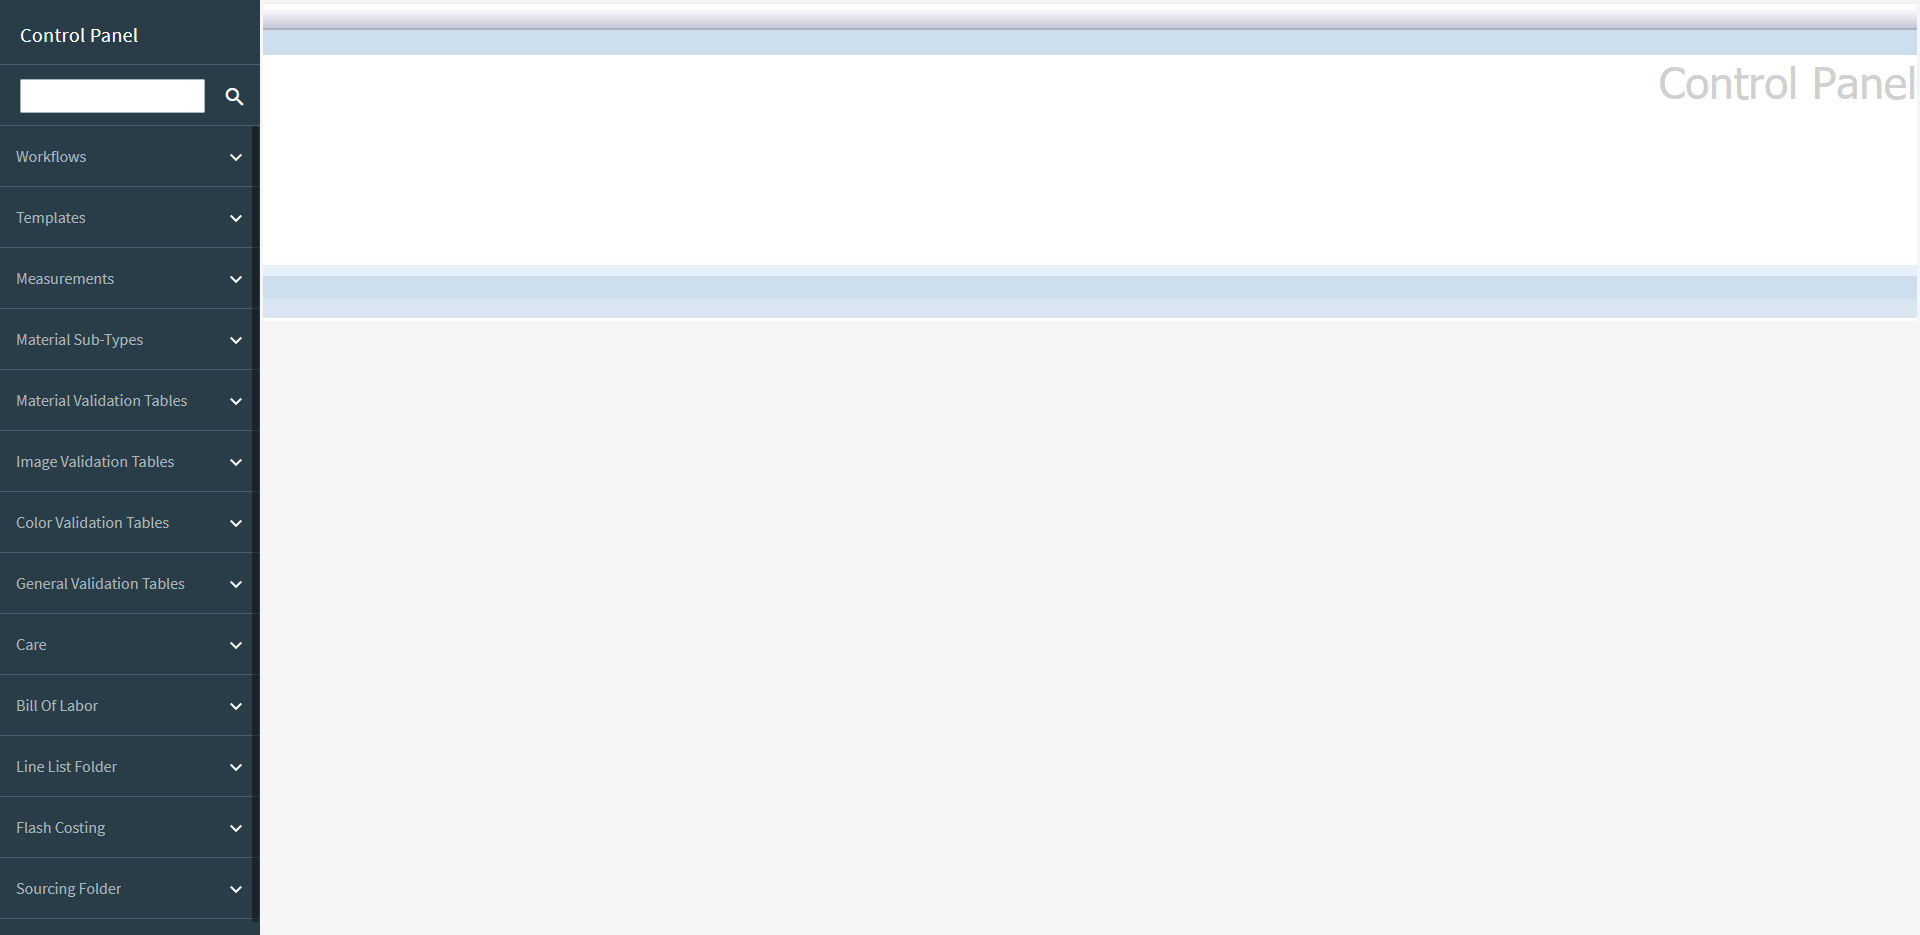 Control Panel
Control Panel
Workflows
Templates
Measurements
Material Sub-Types
Material Validation Tables
Image Validation Tables
Color Validation Tables
General Validation Tables
Care
Bill Of Labor
Line List Folder
Flash Costing
Sourcing Folder